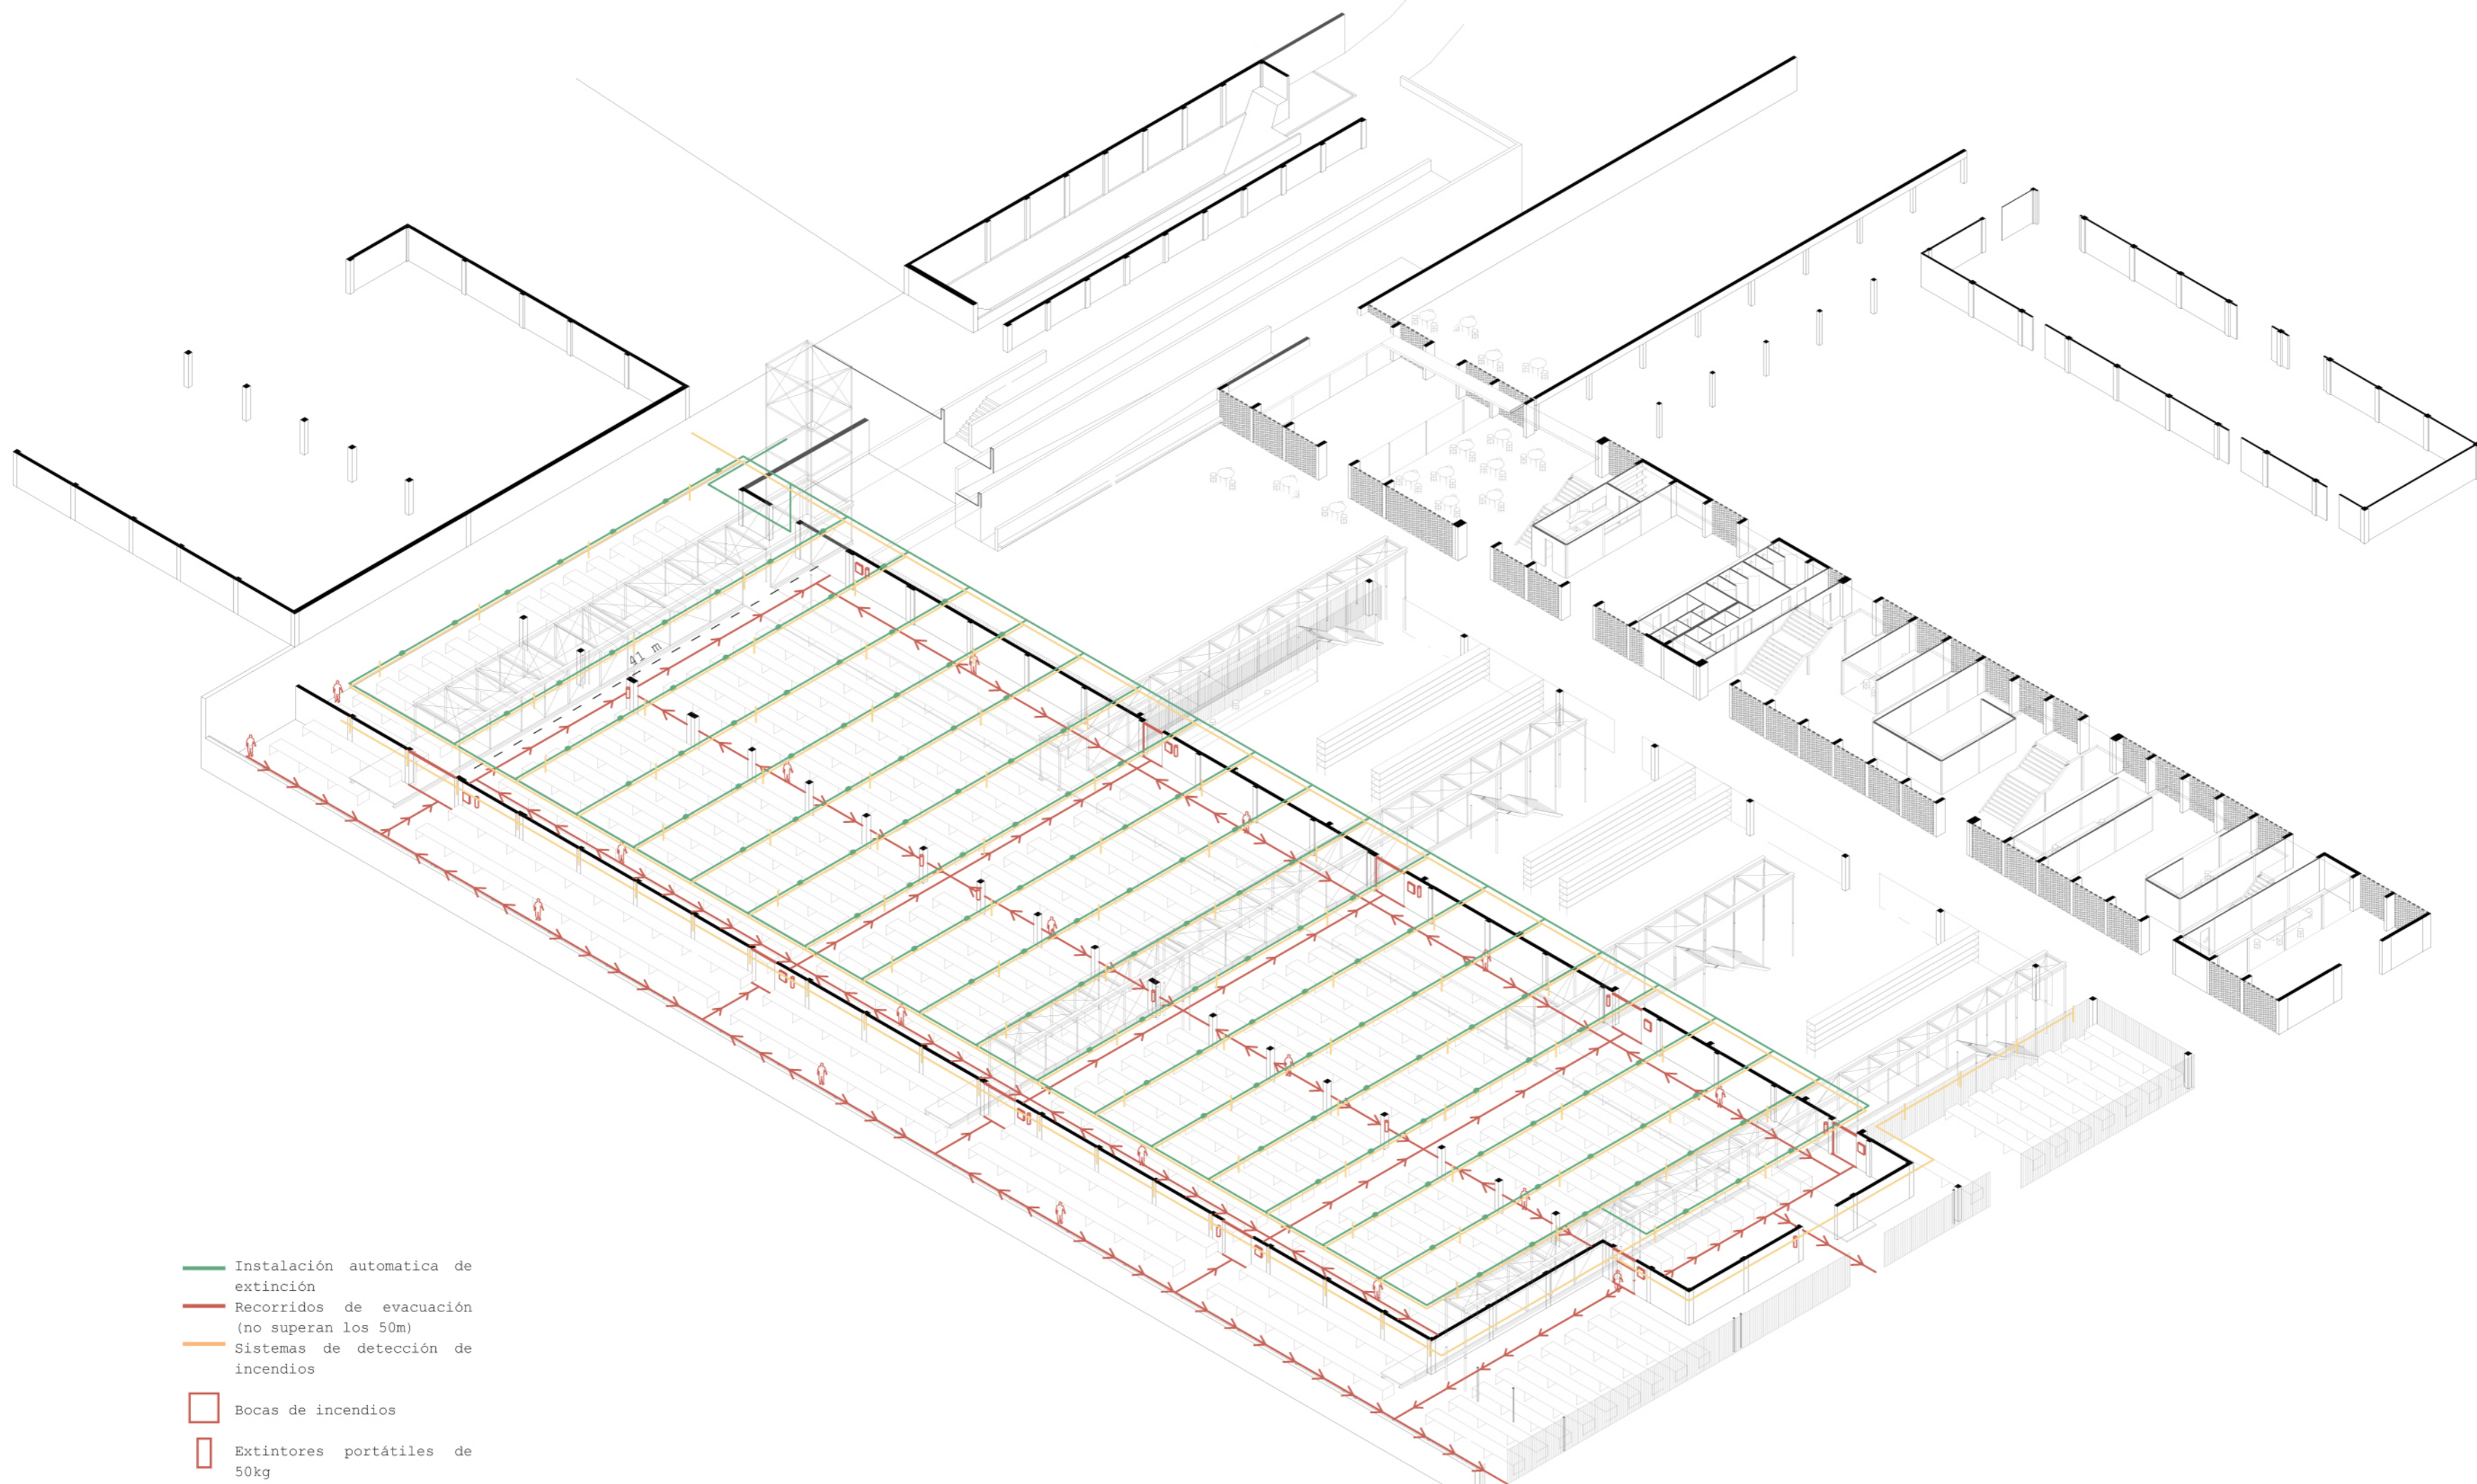 41 m
Instalación automatica de
extinción
Recorridos de evacuación
(no superan los 50m)
Sistemas de detección de
incendios
Bocas de incendios
Extintores portátiles de
50kg